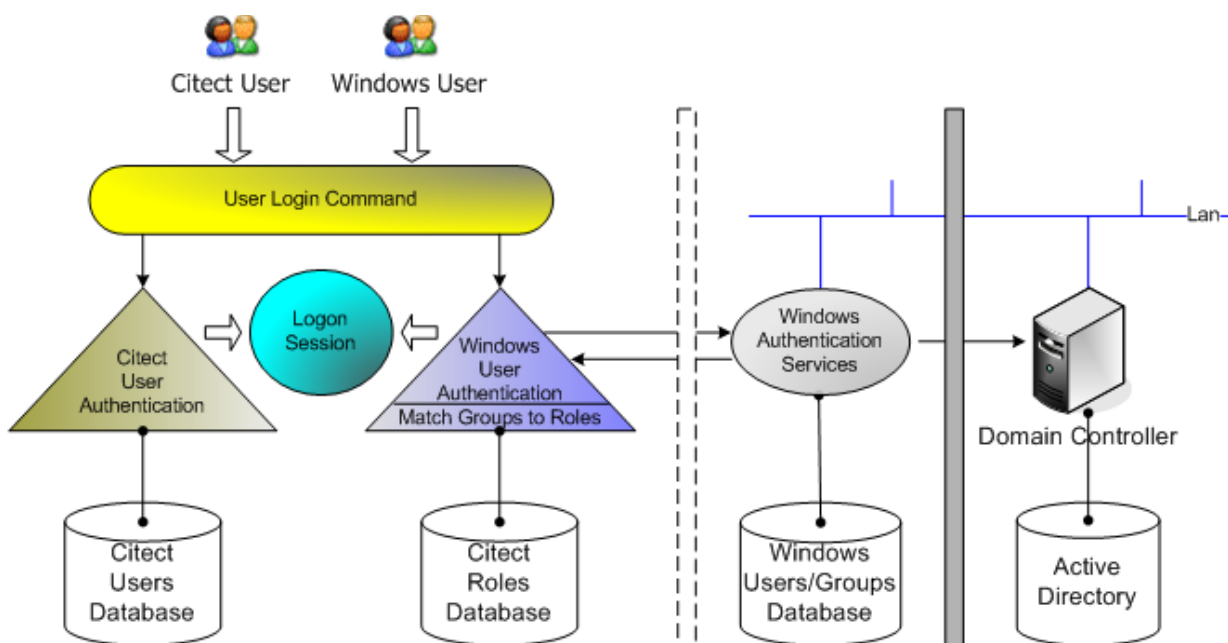 Citect User
Windows User
User Login Command
Lan
Logon
Session
Citect
User
Authentication
Windows
User
Authentication
Match Groups to Roles
Windows
Authentication
Services
Domain Controller
Citect
Users
Database
Citect
Roles
Database
Windows
Users/Groups
Database
Active
Directory